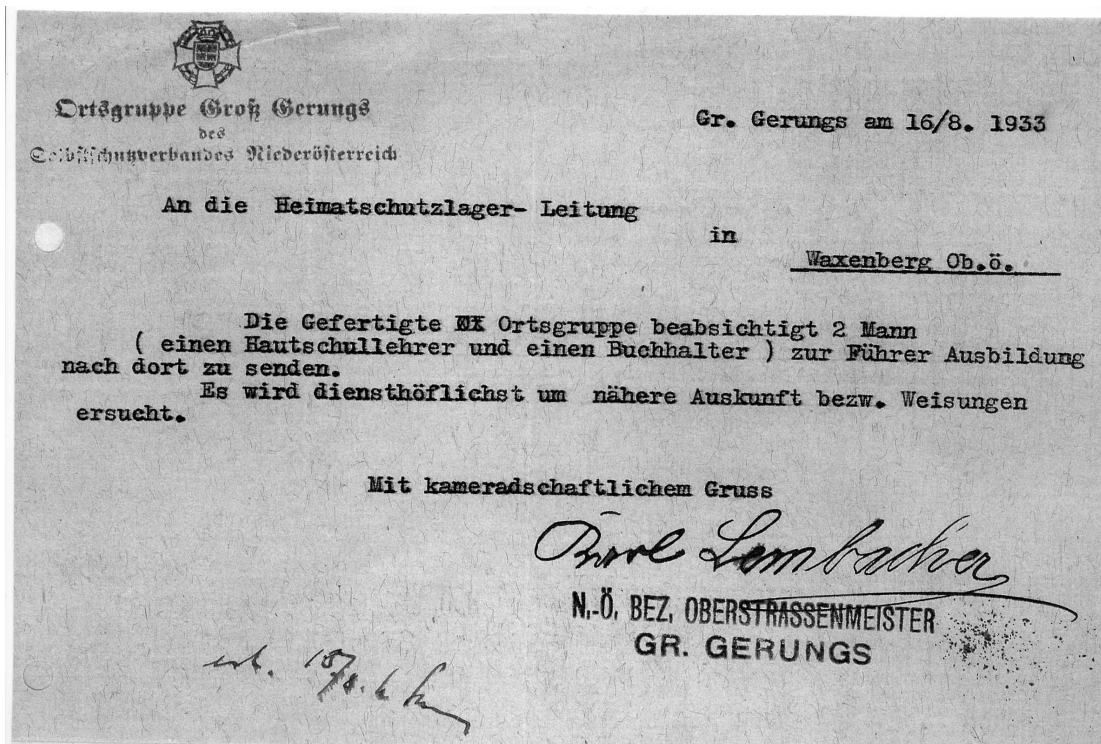 Ortsgruppe Groß Gerungs
des
Selbstschutzverbandes Niederösterreich
Gr. Gerungs am 16/8. 1933
An die Heimatschutzlager- Leitung
in
Waxenberg Ob.ö.
Die Gefertigte Ortsgruppe beabsichtigt 2 Mann
( einen Hautschullehrer und einen Buchhalter ) zur Führer Ausbildung
nach dort zu senden.
Es wird diensthöflichst um nähere Auskunft bezw. Weisungen
ersucht.
Mit kameradschaftlichem Gruss
Karl Lembacher
N.-Ö. BEZ. OBERSTRASSENMEISTER
GR. GERUNGS